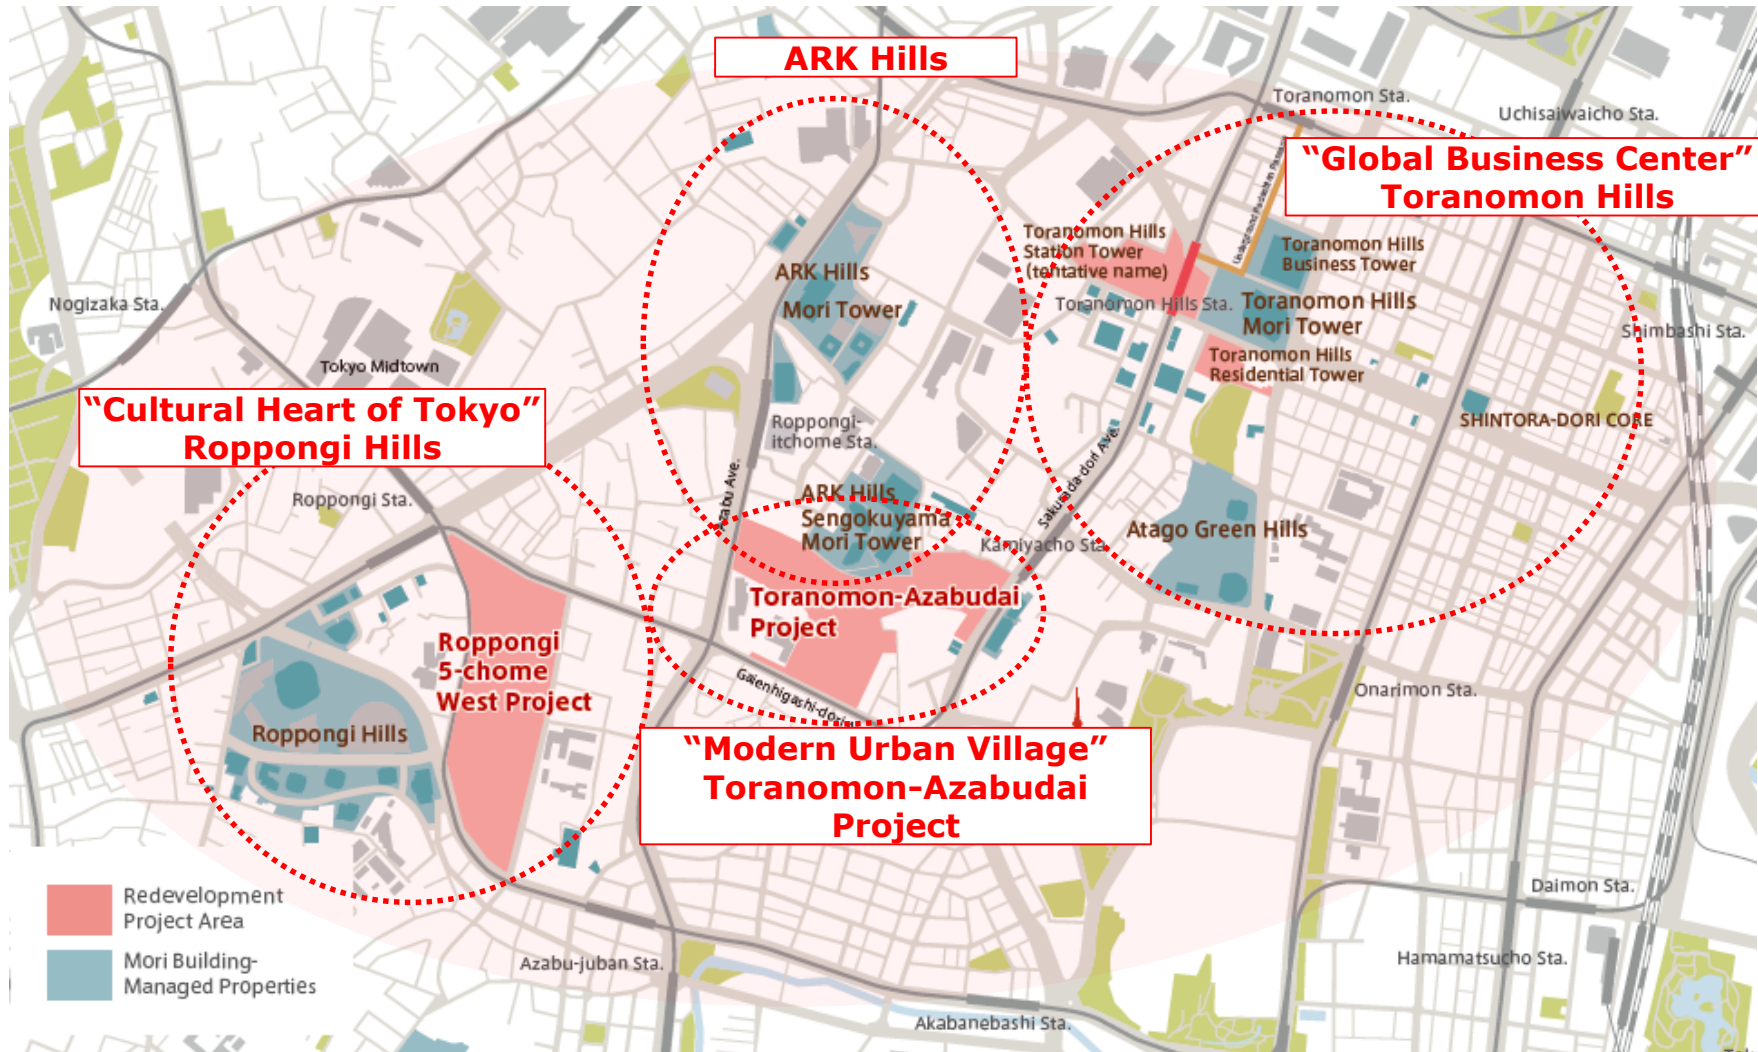 ARK Hills
Toranomon Sta.
Uchisaiwaicho Sta.
“Global Business Center”
Toranomon Hills
Toranomon Hills
Station Tower
(tentative name)
Toranomon Hills
Business Tower
ARK Hills
Mori Tower
Toranomon Hills Sta.
Toranomon Hills
Mori Tower
Nogizaka Sta.
Shimbashi Sta.
Tokyo Midtown
Toranomon Hills
Residential Tower
“Cultural Heart of Tokyo”
Roppongi Hills
Roppongi-
itchome Sta.
SHINTORA-DORI CORE
Roppongi Sta.
Azabu Ave.
Sakurada-dori Ave.
ARK Hills
Sengokuyama
Mori Tower
Kamiyacho Sta.
Atago Green Hills
Toranomon-Azabudai
Project
Roppongi
5-chome
West Project
Gaienhigashi-dori
Onarimon Sta.
Roppongi Hills
“Modern Urban Village”
Toranomon-Azabudai
Project
Redevelopment
Project Area
Mori Building-
Managed Properties
Daimon Sta.
Azabu-juban Sta.
Hamamatsucho Sta.
Akabanebashi Sta.